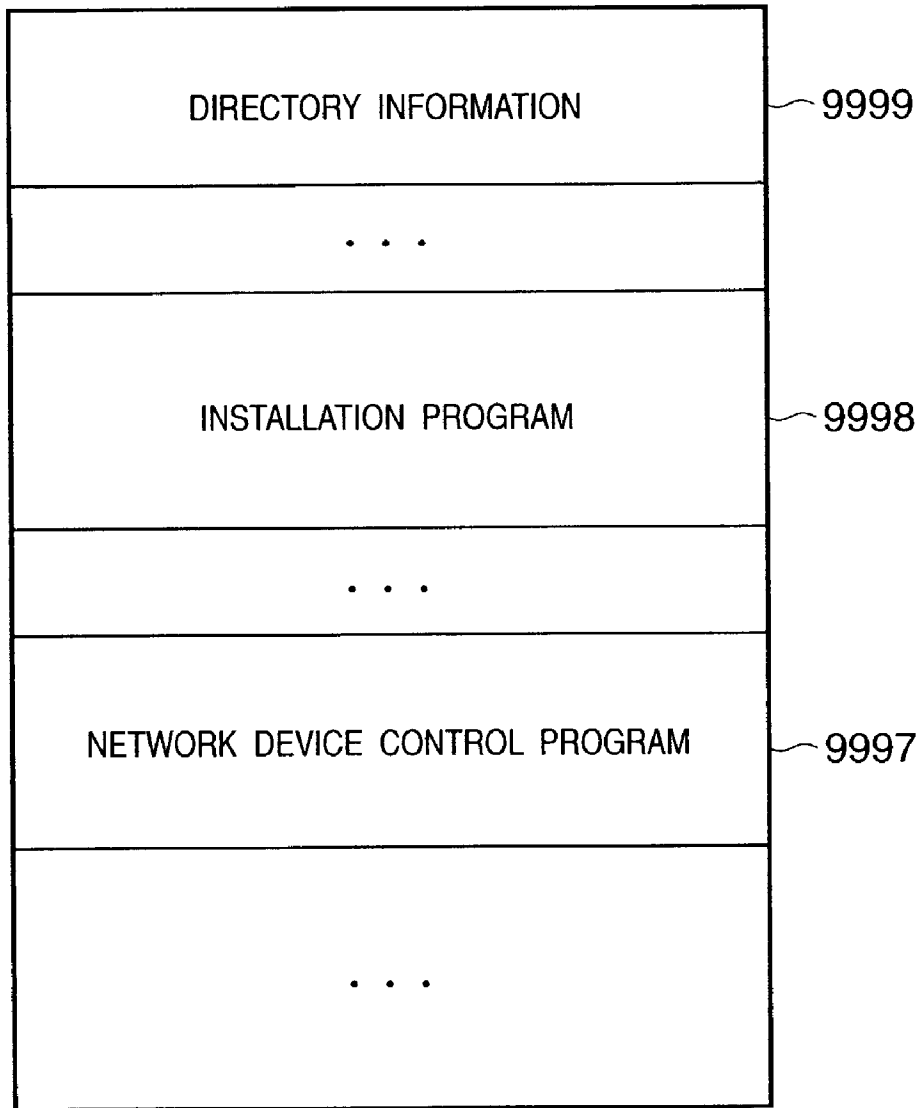 DIRECTORY INFORMATION 9999
. . .
INSTALLATION PROGRAM 9998
. . .
NETWORK DEVICE CONTROL PROGRAM 9997
. . .